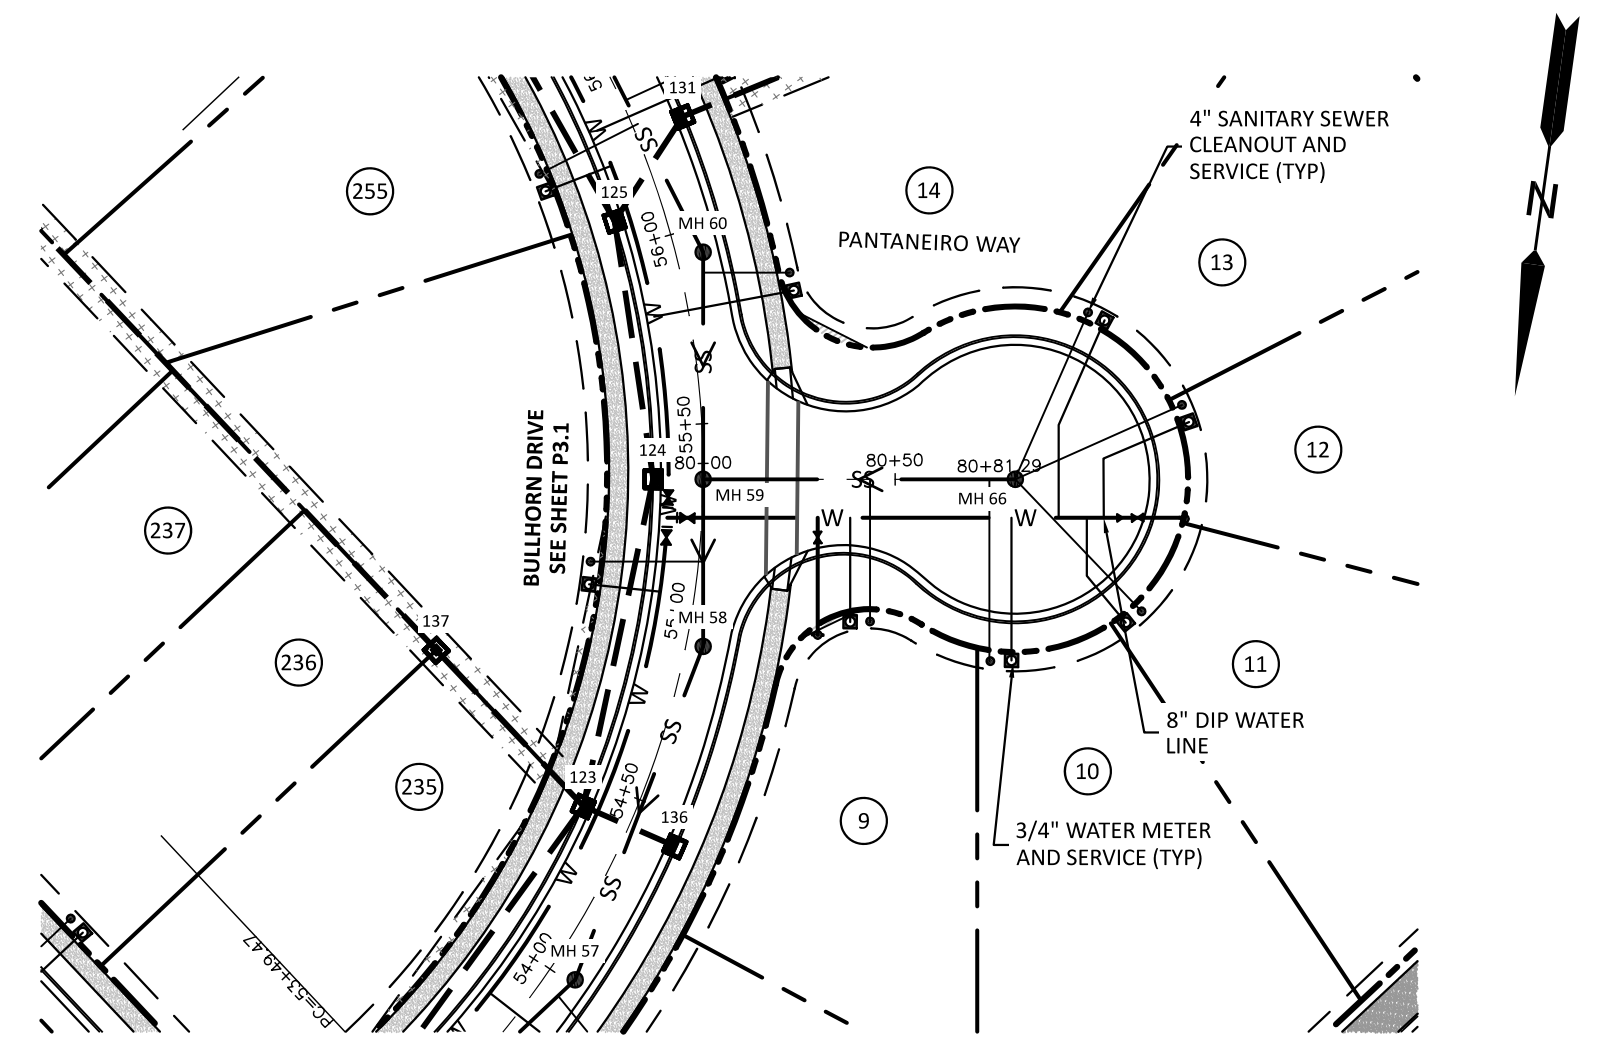 131
56
W
SS
4" SANITARY SEWER
CLEANOUT AND
SERVICE (TYP)
N
255
125
14
MH 60
56+00
PANTANEIRO WAY
13
W
SS
55+50
BULLHORN DRIVE
SEE SHEET P3.1
124
80+00
80+50
80+81.29
12
SS
MH 59
MH 66
W
W
W
237
55+00
MH 58
137
236
11
W
SS
8" DIP WATER
LINE
123
54+50
10
235
136
9
3/4" WATER METER
AND SERVICE (TYP)
W
SS
PC=53+49.47
54+00
MH 57
W